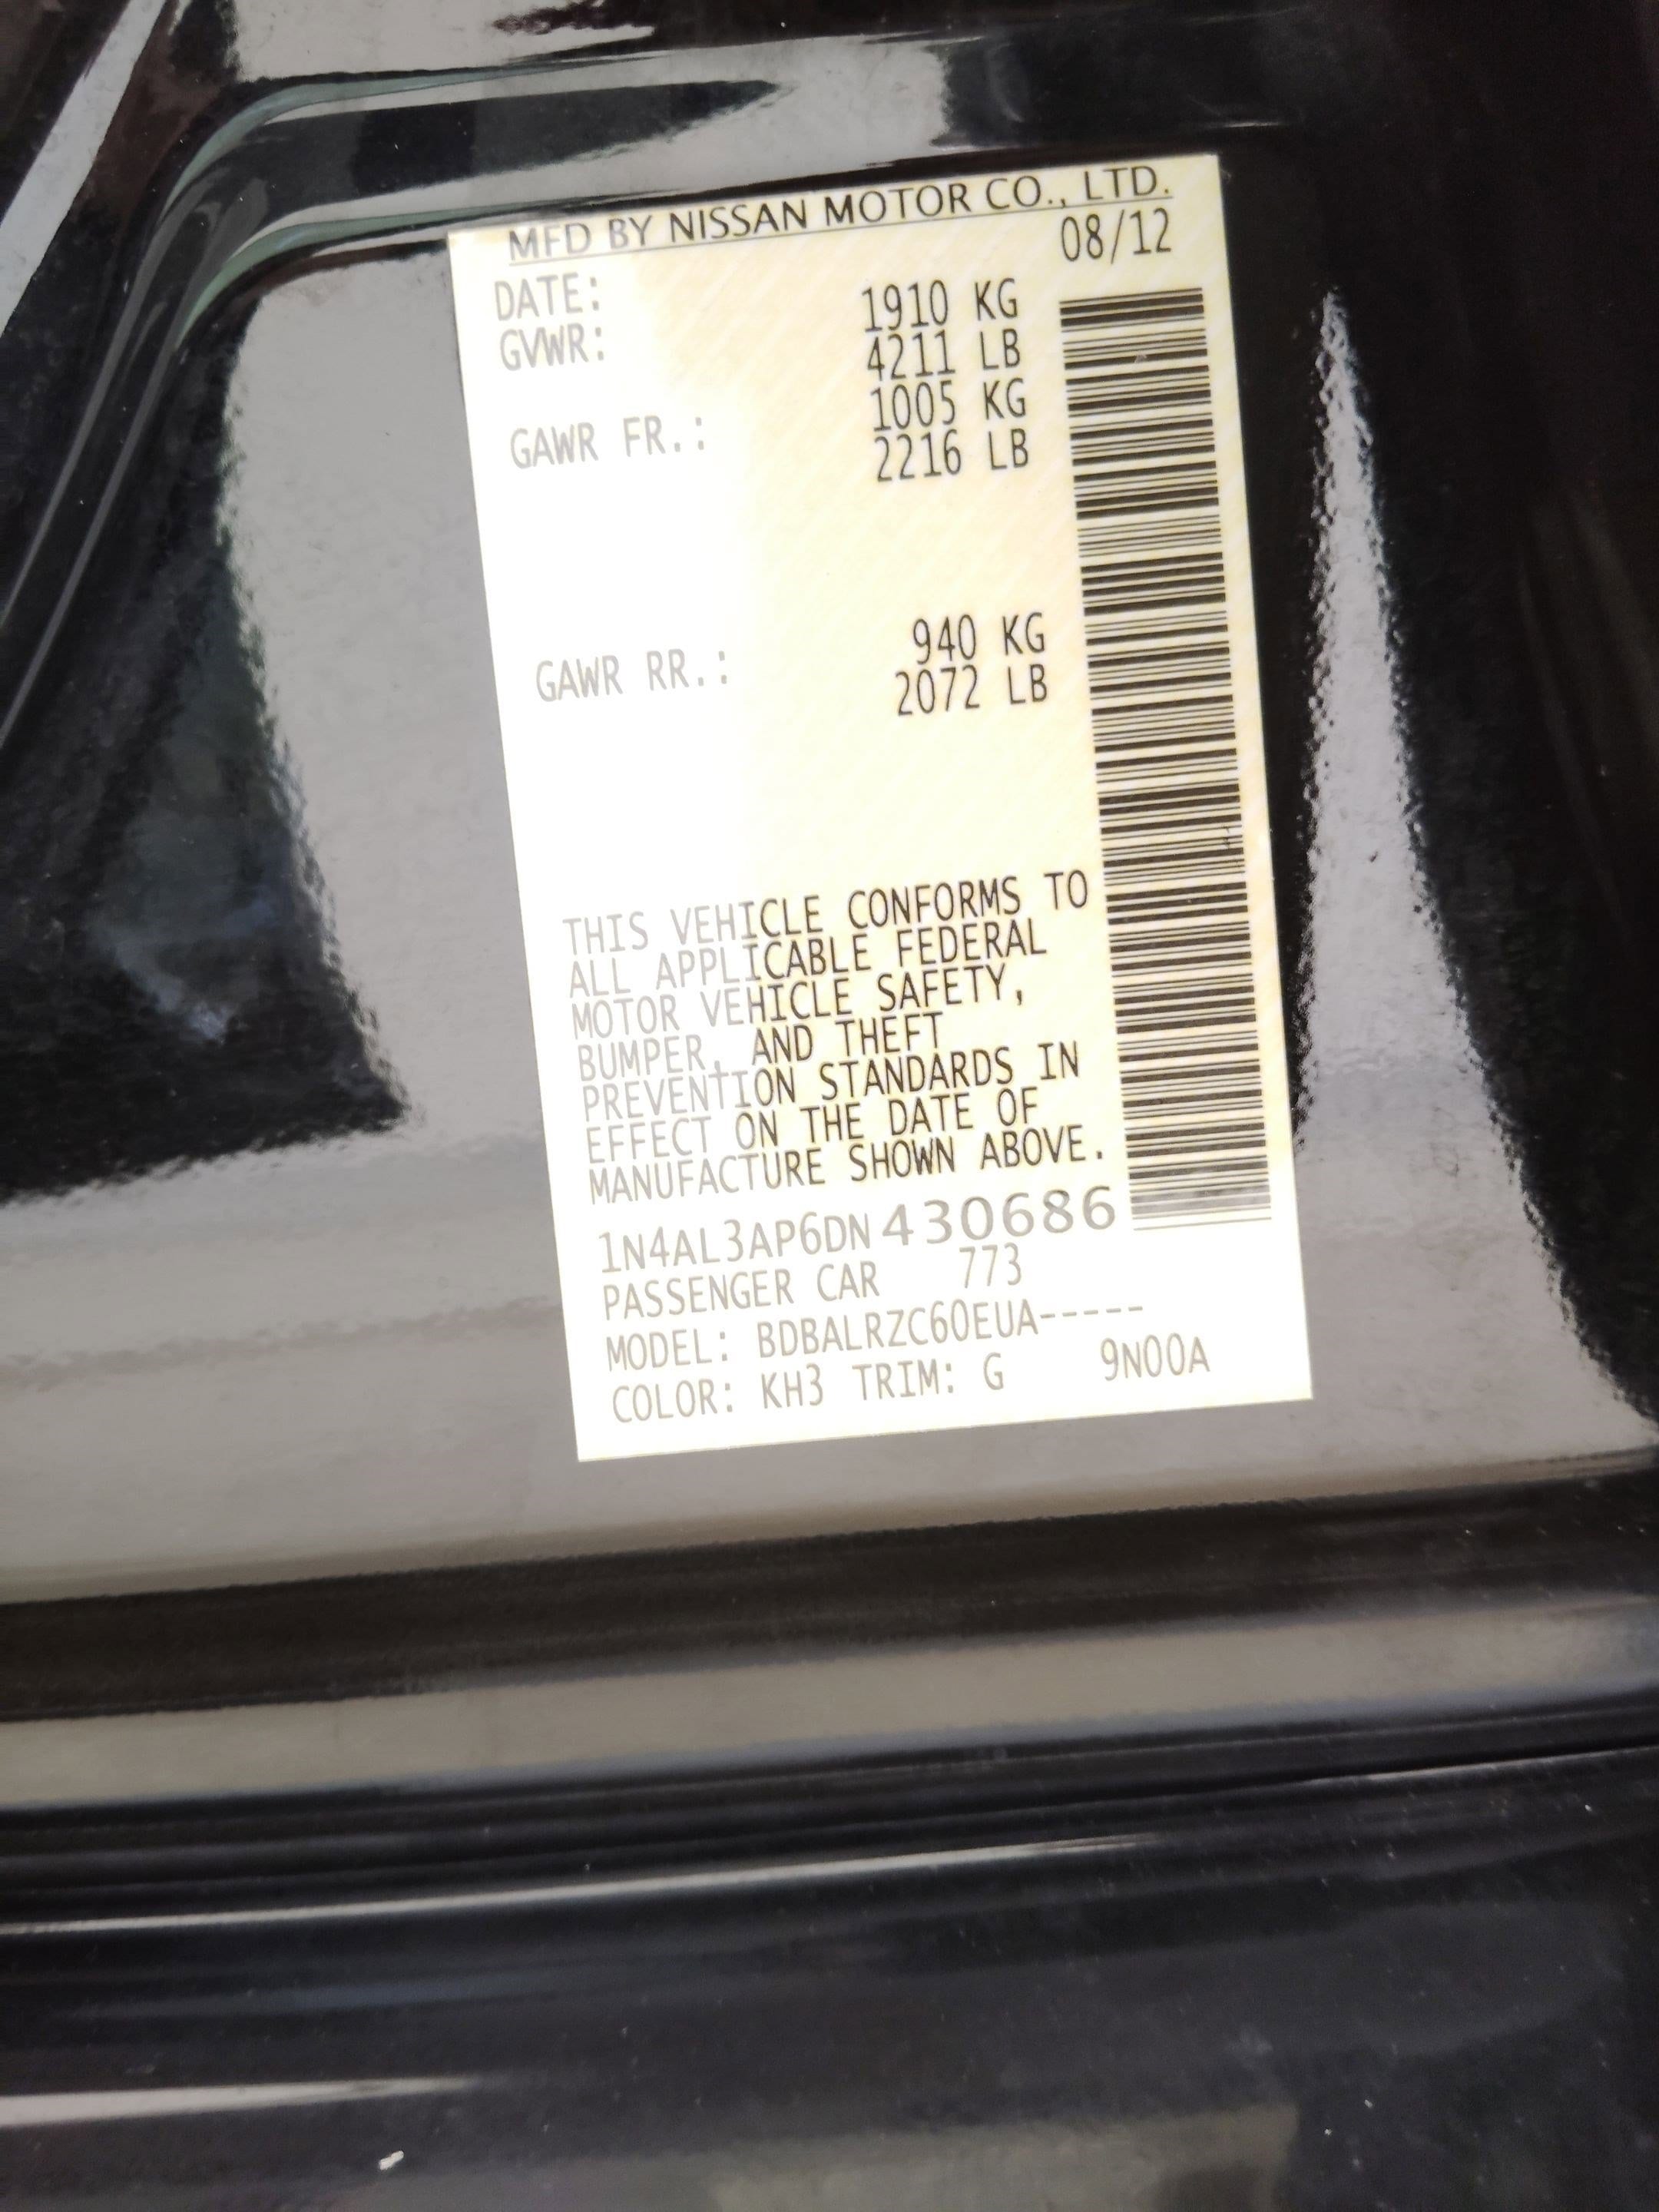 MFD BY NISSAN MOTOR CO., LTD.
DATE: 08/12
GVWR: 1910 KG
4211 LB
GAWR FR.: 1005 KG
2216 LB
GAWR RR.: 940 KG
2072 LB
THIS VEHICLE CONFORMS TO
ALL APPLICABLE FEDERAL
MOTOR VEHICLE SAFETY,
BUMPER, AND THEFT
PREVENTION STANDARDS IN
EFFECT ON THE DATE OF
MANUFACTURE SHOWN ABOVE.
1N4AL3AP6DN430686
PASSENGER CAR 773
MODEL: BDBALRZC60EUA-----
COLOR: KH3 TRIM: G 9N00A